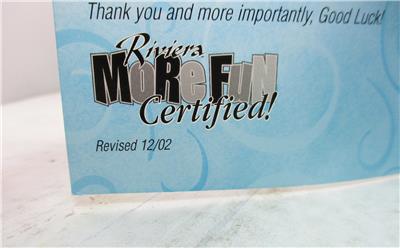 Thank you and more importantly, Good Luck!
Riviera
MoRe FuN
Certified!
Revised 12/02